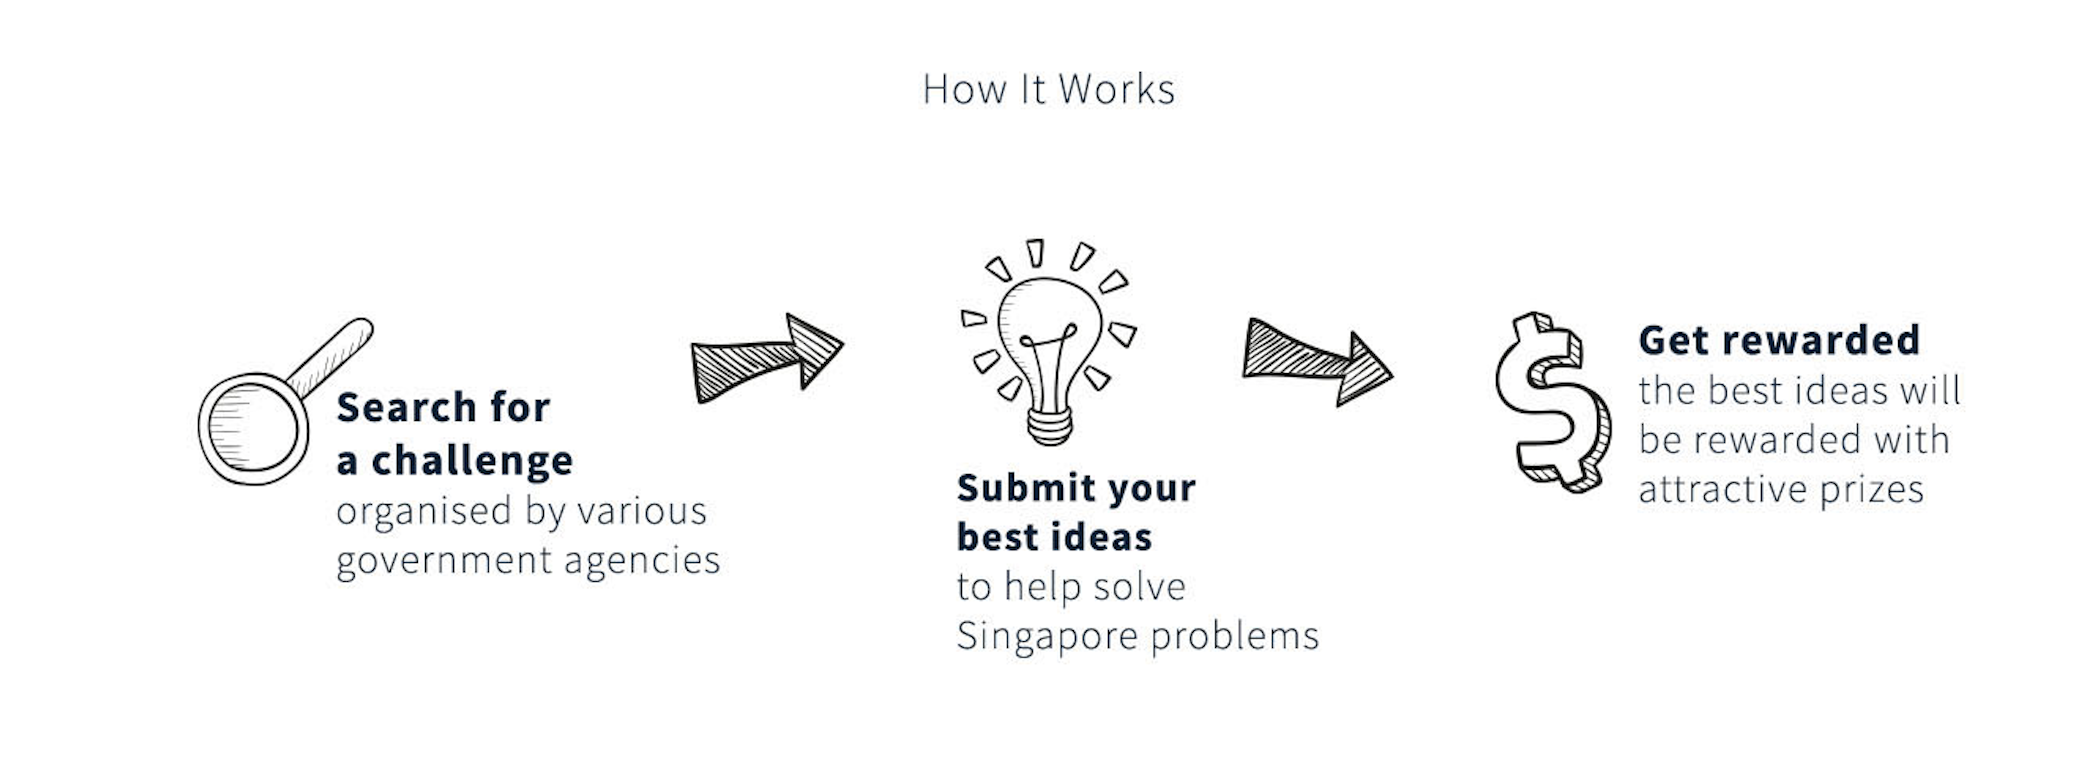 How It Works
Search for
a challenge
organised by various
government agencies
Submit your
best ideas
to help solve
Singapore problems
Get rewarded
the best ideas will
be rewarded with
attractive prizes